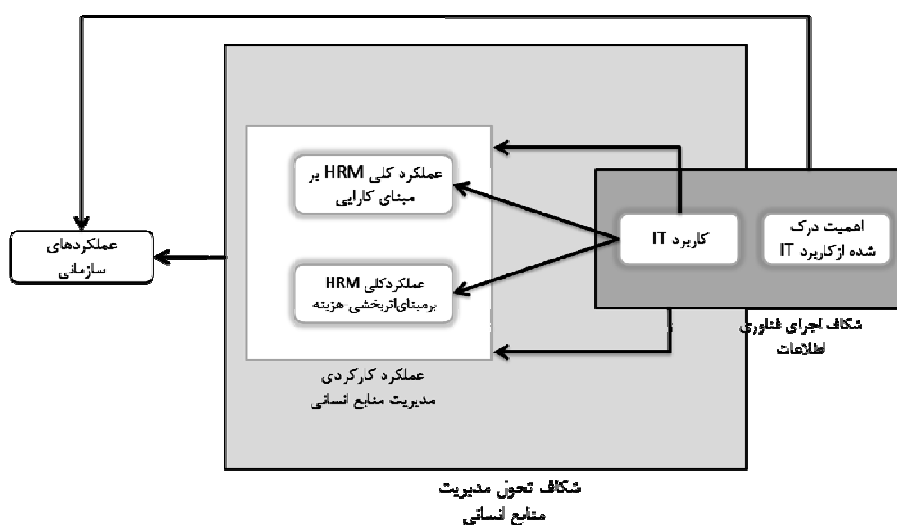 عملکرد کلی HRM بر
مبنای کارایی
کاربرد IT
اهمیت درک
شده ازکاربرد IT
عملکردهای
سازمانی
عملکردکلی HRM
برمبنای‌اثربخشی-هزینه
شکاف اجرای فناوری
اطلاعات
عملکرد کارکردی
مدیریت منابع انسانی
شکاف تحول مدیریت
منابع انسانی